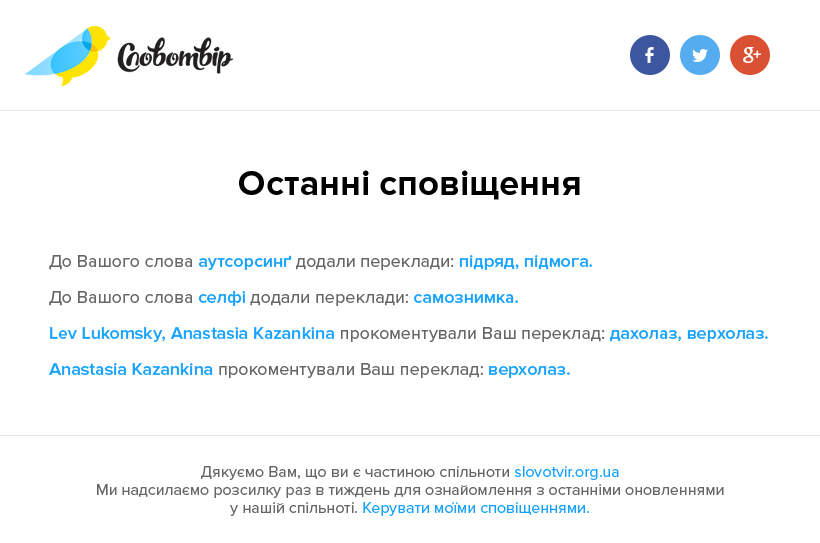 Словотвір
f
g+
Останні сповіщення
До Вашого слова аутсорсинґ додали переклади: підряд, підмога.
До Вашого слова селфі додали переклади: самознимка.
Lev Lukomsky, Anastasia Kazankina прокоментували Ваш переклад: дахолаз, верхолаз.
Anastasia Kazankina прокоментували Ваш переклад: верхолаз.
Дякуємо Вам, що ви є частиною спільноти slovotvir.org.ua
Ми надсилаємо розсилку раз в тиждень для ознайомлення з останніми оновленнями
у нашій спільноті. Керувати моїми сповіщеннями.